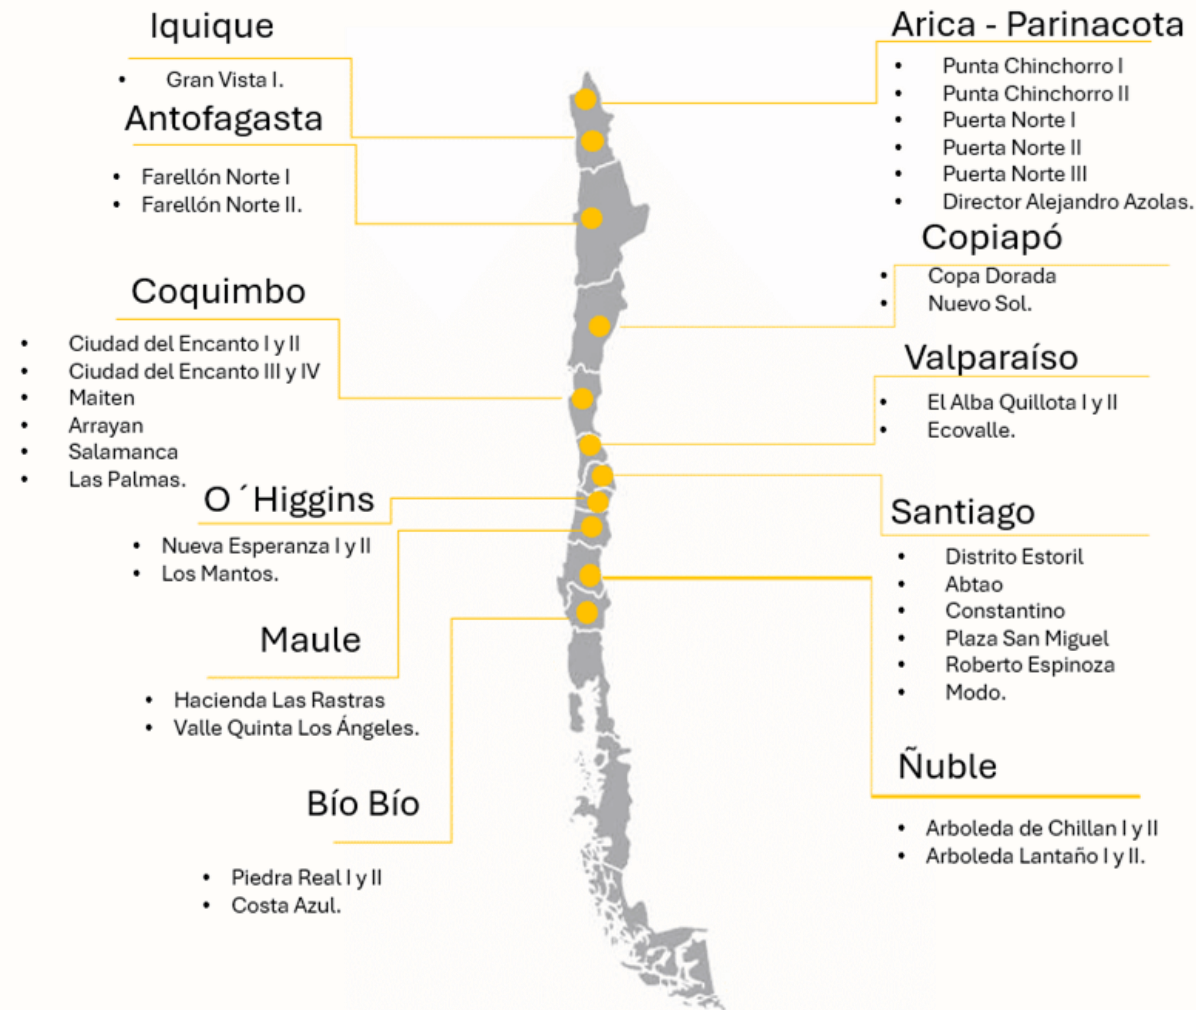 Iquique
• Gran Vista I.
Antofagasta
• Farellón Norte I
• Farellón Norte II.
Coquimbo
• Ciudad del Encanto I y II
• Ciudad del Encanto III y IV
• Maiten
• Arrayan
• Salamanca
• Las Palmas.
O ´Higgins
• Nueva Esperanza I y II
• Los Mantos.
Maule
• Hacienda Las Rastras
• Valle Quinta Los Ángeles.
Bío Bío
• Piedra Real I y II
• Costa Azul.
Arica - Parinacota
• Punta Chinchorro I
• Punta Chinchorro II
• Puerta Norte I
• Puerta Norte II
• Puerta Norte III
• Director Alejandro Azolas.
Copiapó
• Copa Dorada
• Nuevo Sol.
Valparaíso
• El Alba Quillota I y II
• Ecovalle.
Santiago
• Distrito Estoril
• Abtao
• Constantino
• Plaza San Miguel
• Roberto Espinoza
• Modo.
Ñuble
• Arboleda de Chillan I y II
• Arboleda Lantaño I y II.